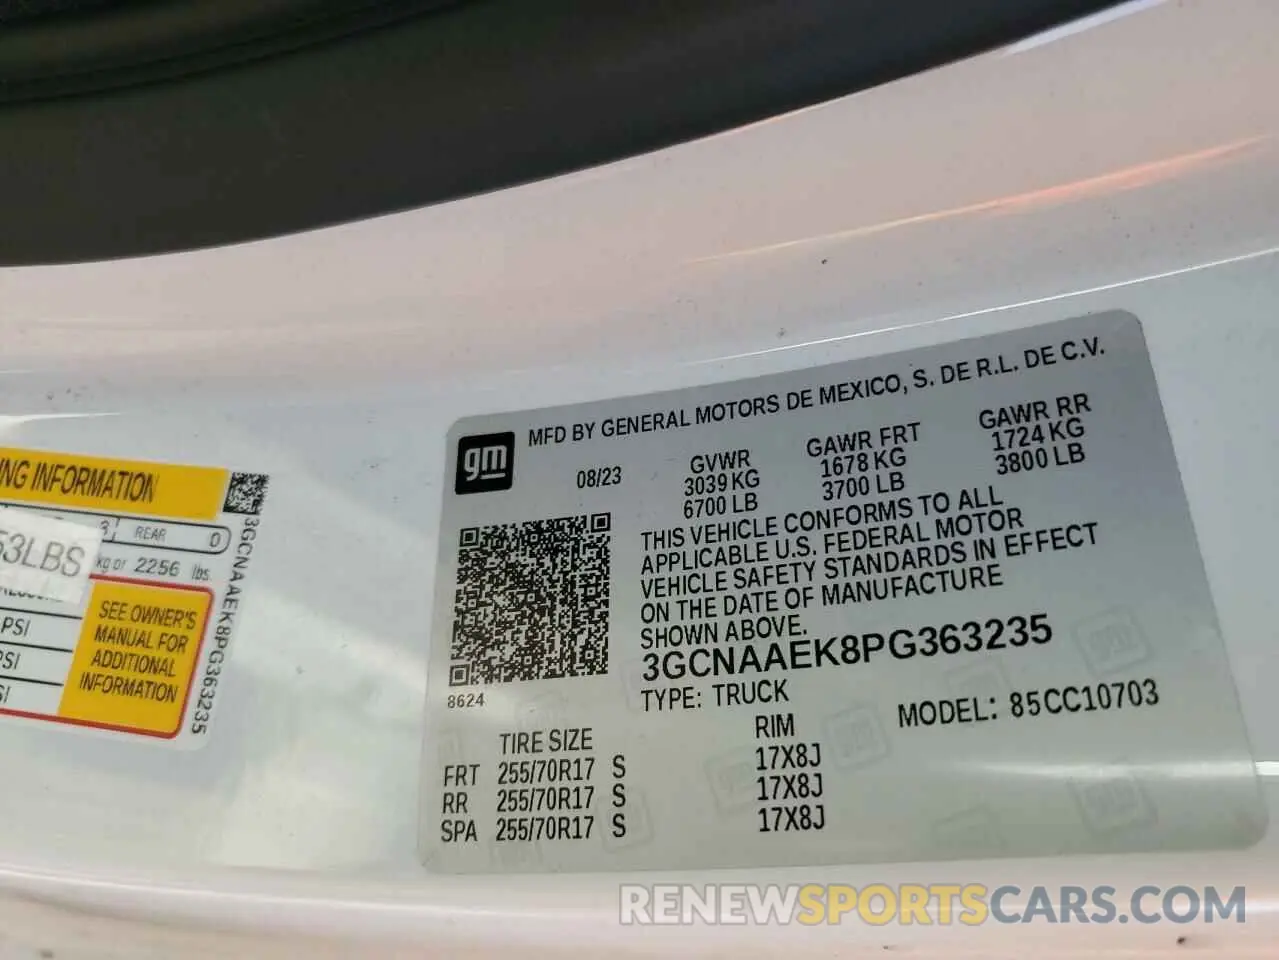 NG INFORMATION
REAR 0
53LBS
kg or 2256 lbs.
PSI
PSI
SI
SEE OWNER'S
MANUAL FOR
ADDITIONAL
INFORMATION
3GCNAAEK8PG363235
gm
MFD BY GENERAL MOTORS DE MEXICO, S. DE R.L. DE C.V.
08/23
GVWR
3039 KG
6700 LB
GAWR FRT
1678 KG
3700 LB
GAWR RR
1724 KG
3800 LB
THIS VEHICLE CONFORMS TO ALL
APPLICABLE U.S. FEDERAL MOTOR
VEHICLE SAFETY STANDARDS IN EFFECT
ON THE DATE OF MANUFACTURE
SHOWN ABOVE.
3GCNAAEK8PG363235
8624
TYPE: TRUCK
MODEL: 85CC10703
TIRE SIZE RIM
FRT 255/70R17 S 17X8J
RR 255/70R17 S 17X8J
SPA 255/70R17 S 17X8J
RENEWSPORTSCARS.COM